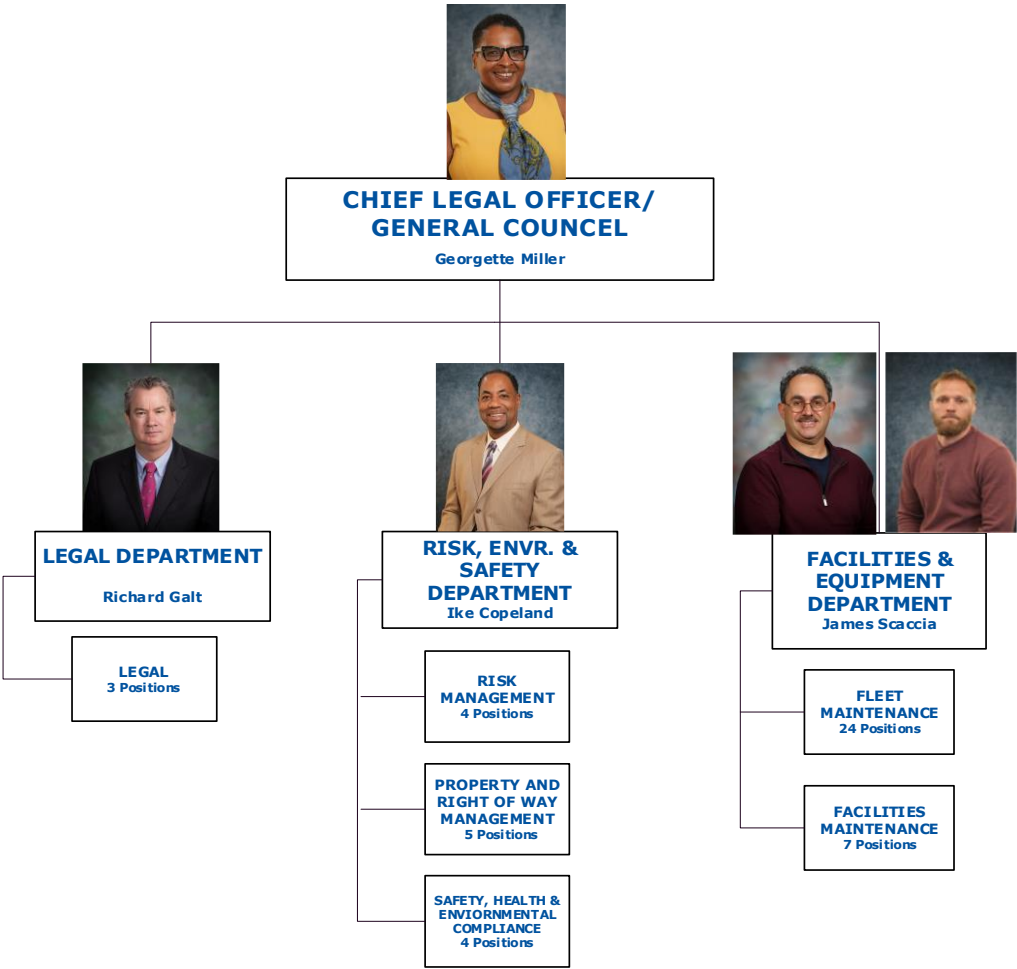 CHIEF LEGAL OFFICER/
GENERAL COUNCEL
Georgette Miller
LEGAL DEPARTMENT
Richard Galt
LEGAL
3 Positions
RISK, ENVR. &
SAFETY
DEPARTMENT
Ike Copeland
RISK
MANAGEMENT
4 Positions
PROPERTY AND
RIGHT OF WAY
MANAGEMENT
5 Positions
SAFETY, HEALTH &
ENVIORNMENTAL
COMPLIANCE
4 Positions
FACILITIES &
EQUIPMENT
DEPARTMENT
James Scaccia
FLEET
MAINTENANCE
24 Positions
FACILITIES
MAINTENANCE
7 Positions